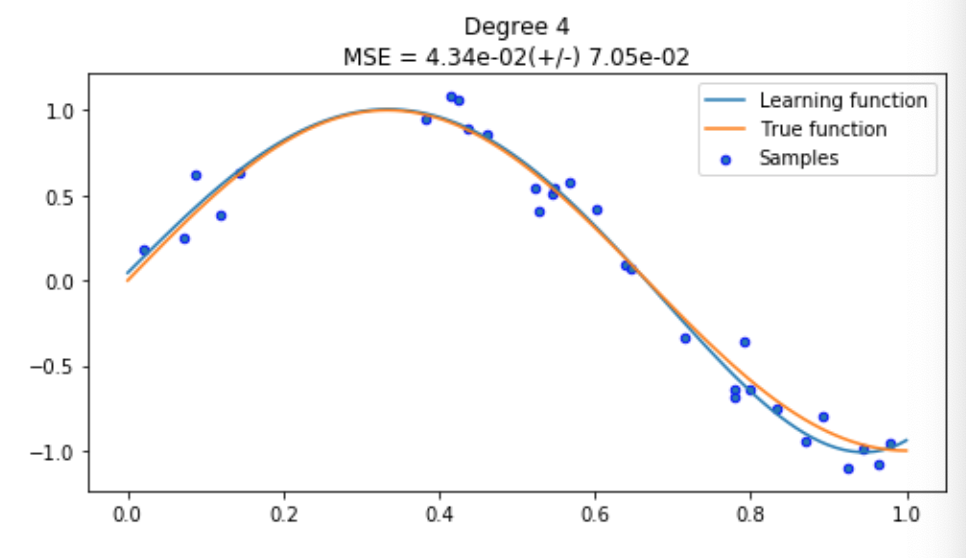 Degree 4
MSE = 4.34e-02(+/-) 7.05e-02
Learning function
True function
Samples
1.0
0.5
0.0
−0.5
−1.0
0.0 0.2 0.4 0.6 0.8 1.0